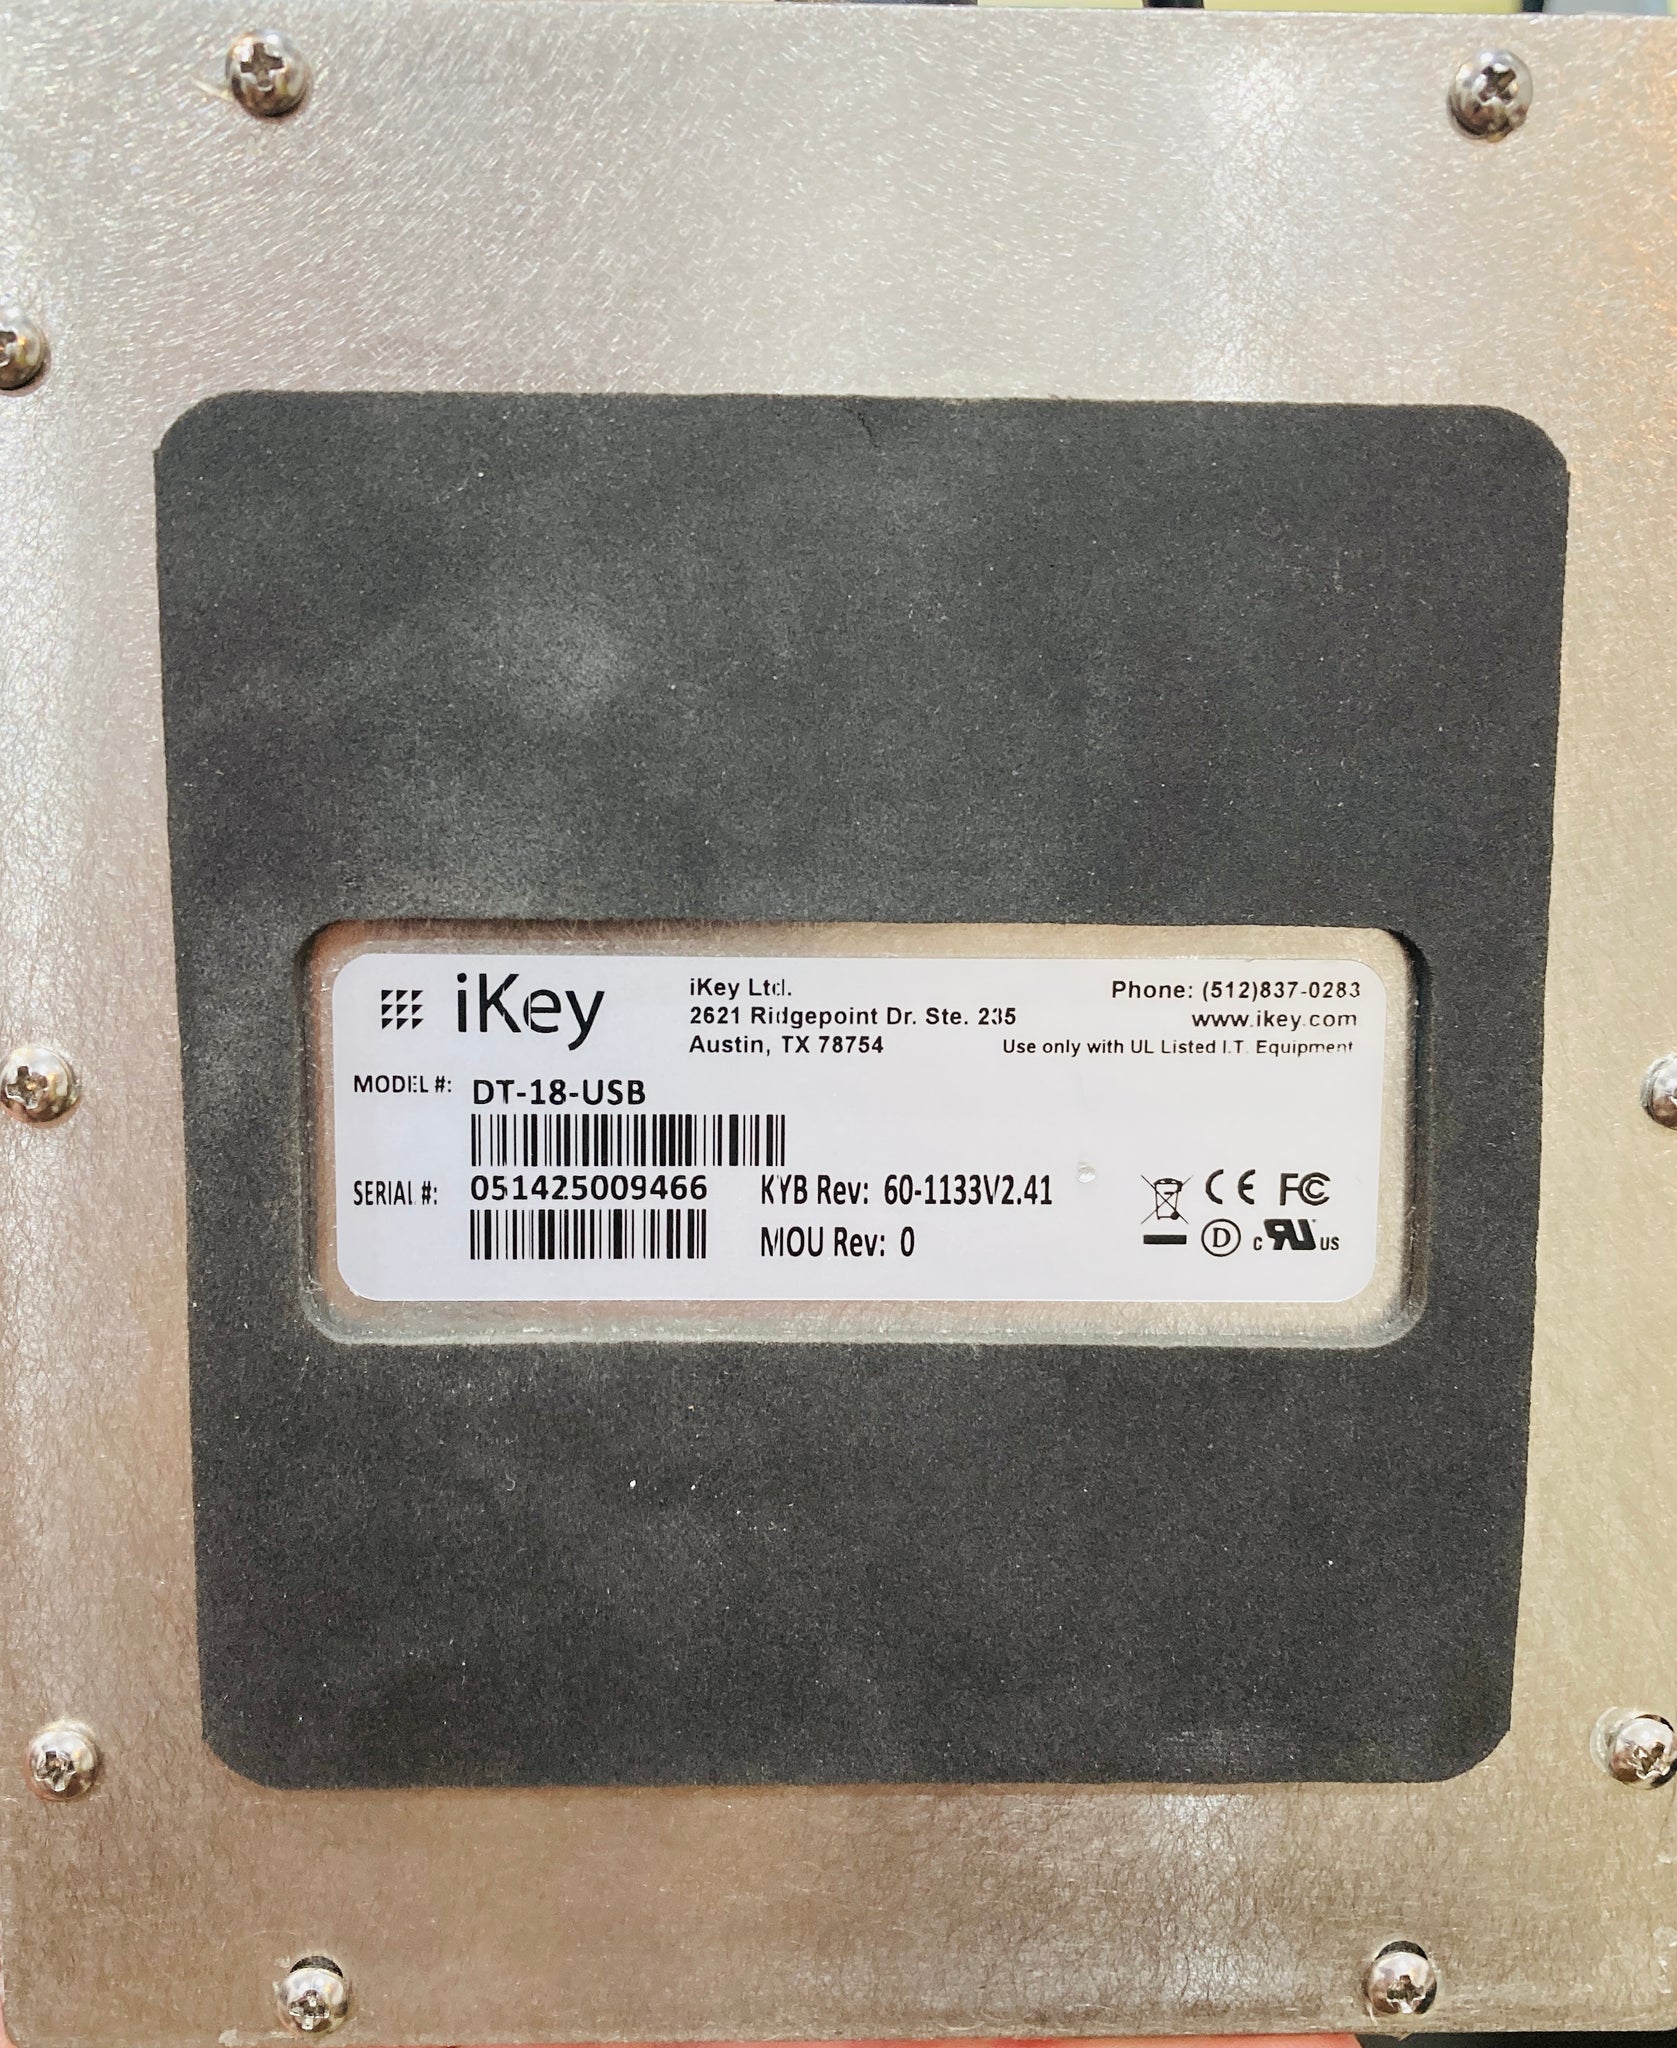 iKey
iKey Ltd.
2621 Ridgepoint Dr. Ste. 235
Austin, TX 78754
Phone: (512)837-0283
www.ikey.com
Use only with UL Listed I.T. Equipment
MODEL #: DT-18-USB
SERIAL #: 051425009466
KYB Rev: 60-1133V2.41
MOU Rev: 0
CE FC
D c RU US